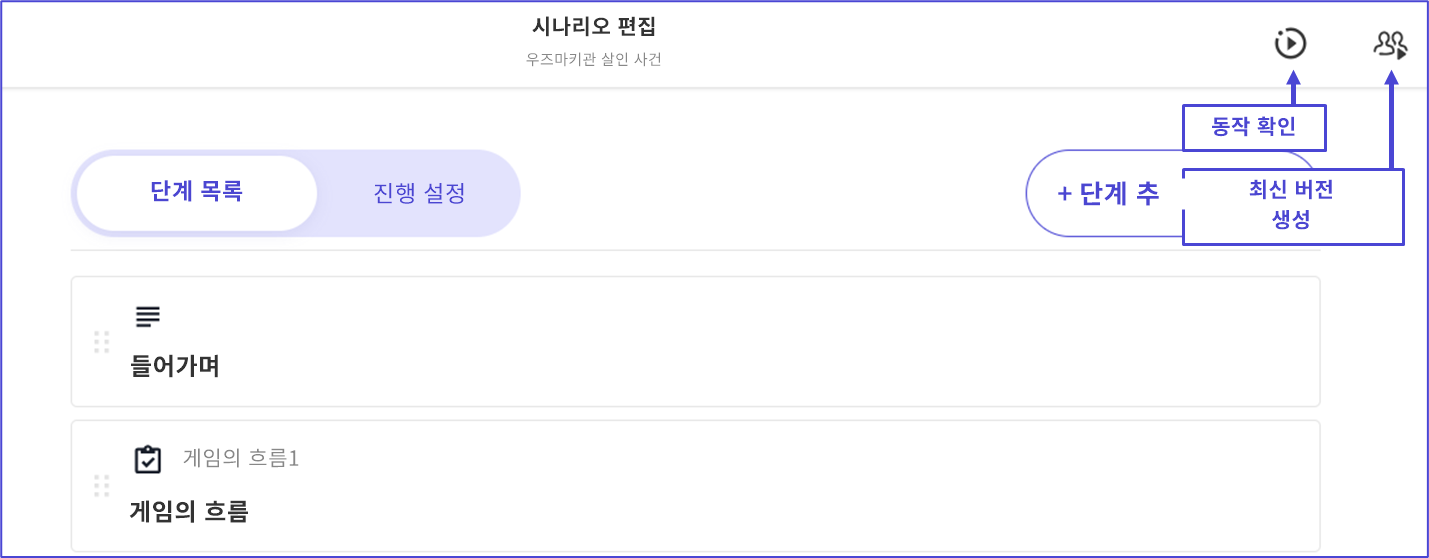 시나리오 편집
우즈마키관 살인 사건
동작 확인
단계 목록
진행 설정
+ 단계 추
최신 버전
생성
들어가며
게임의 흐름1
게임의 흐름